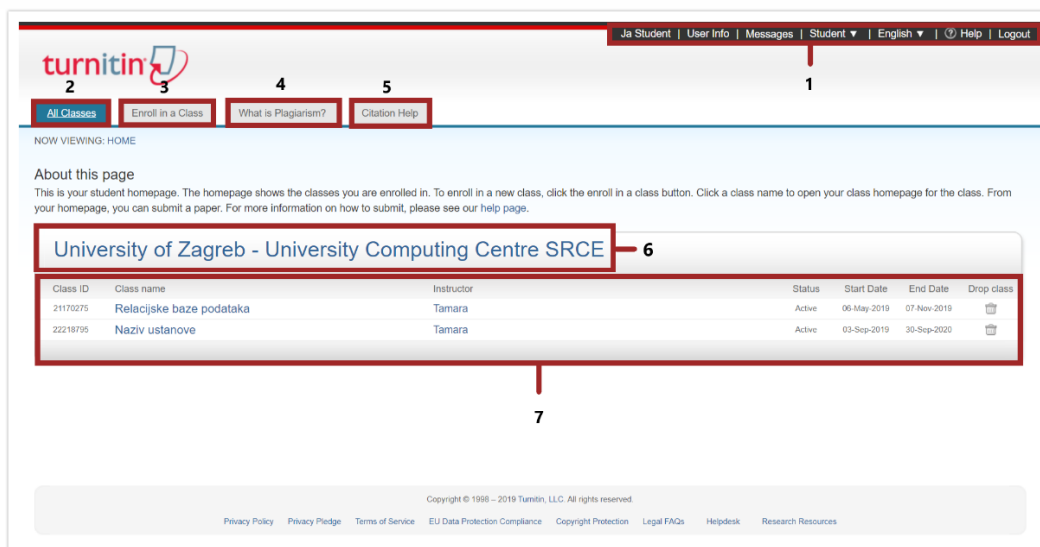 Ja Student | User Info | Messages | Student ▼ | English ▼ | ? Help | Logout
turnitin
1
2 3 4 5
All Classes Enroll in a Class What is Plagiarism? Citation Help
NOW VIEWING: HOME
About this page
This is your student homepage. The homepage shows the classes you are enrolled in. To enroll in a new class, click the enroll in a class button. Click a class name to open your class homepage for the class. From
your homepage, you can submit a paper. For more information on how to submit, please see our help page.
University of Zagreb - University Computing Centre SRCE 6
Class ID Class name Instructor Status Start Date End Date Drop class
21170275 Relacijske baze podataka Tamara Active 06-May-2019 07-Nov-2019
22218795 Naziv ustanove Tamara Active 03-Sep-2019 30-Sep-2020
7
Copyright © 1998 – 2019 Turnitin, LLC. All rights reserved.
Privacy Policy Privacy Pledge Terms of Service EU Data Protection Compliance Copyright Protection Legal FAQs Helpdesk Research Resources